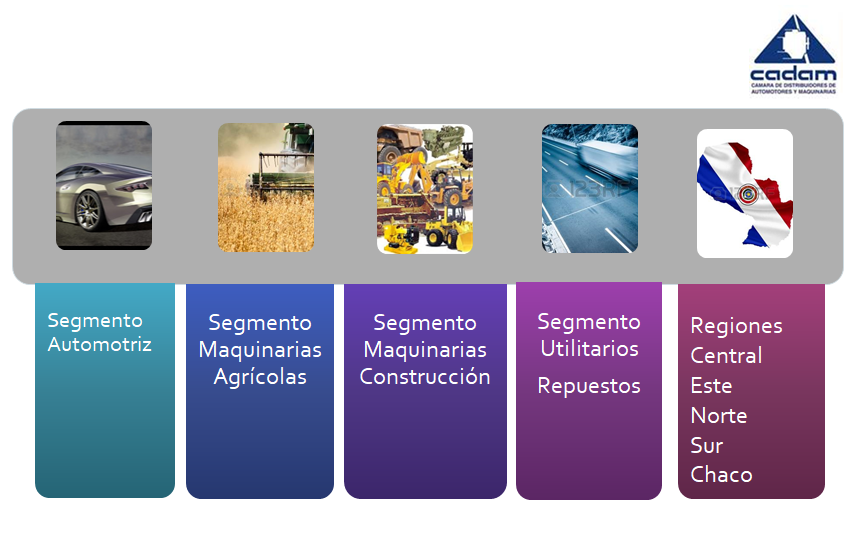 cadam
CAMARA DE DISTRIBUIDORES DE
AUTOMOTORES Y MAQUINARIAS
Segmento
Automotriz
Segmento
Maquinarias
Agrícolas
Segmento
Maquinarias
Construcción
Segmento
Utilitarios
Repuestos
Regiones
Central
Este
Norte
Sur
Chaco